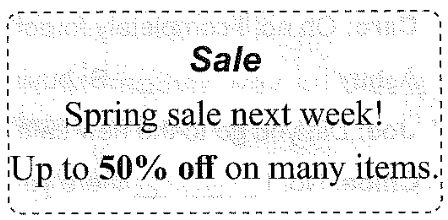 Sale
Spring sale next week!
Up to 50% off on many items.